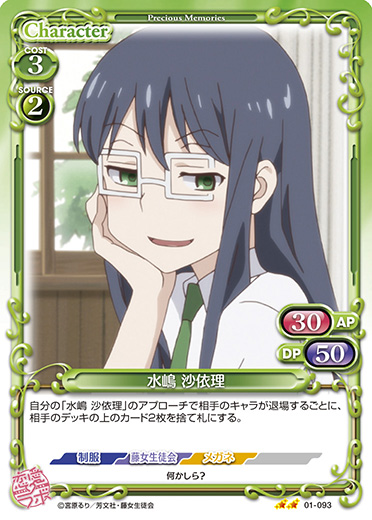 Precious Memories
Character
COST
3
SOURCE
2
30 AP
DP 50
水嶋 沙依理
自分の「水嶋 沙依理」のアプローチで相手のキャラが退場するごとに、
相手のデッキの上のカード2枚を捨て札にする。
制服 藤女生徒会 メガネ
何かしら?
恋愛
ラボ
©宮原るり/芳文社・藤女生徒会
01-093